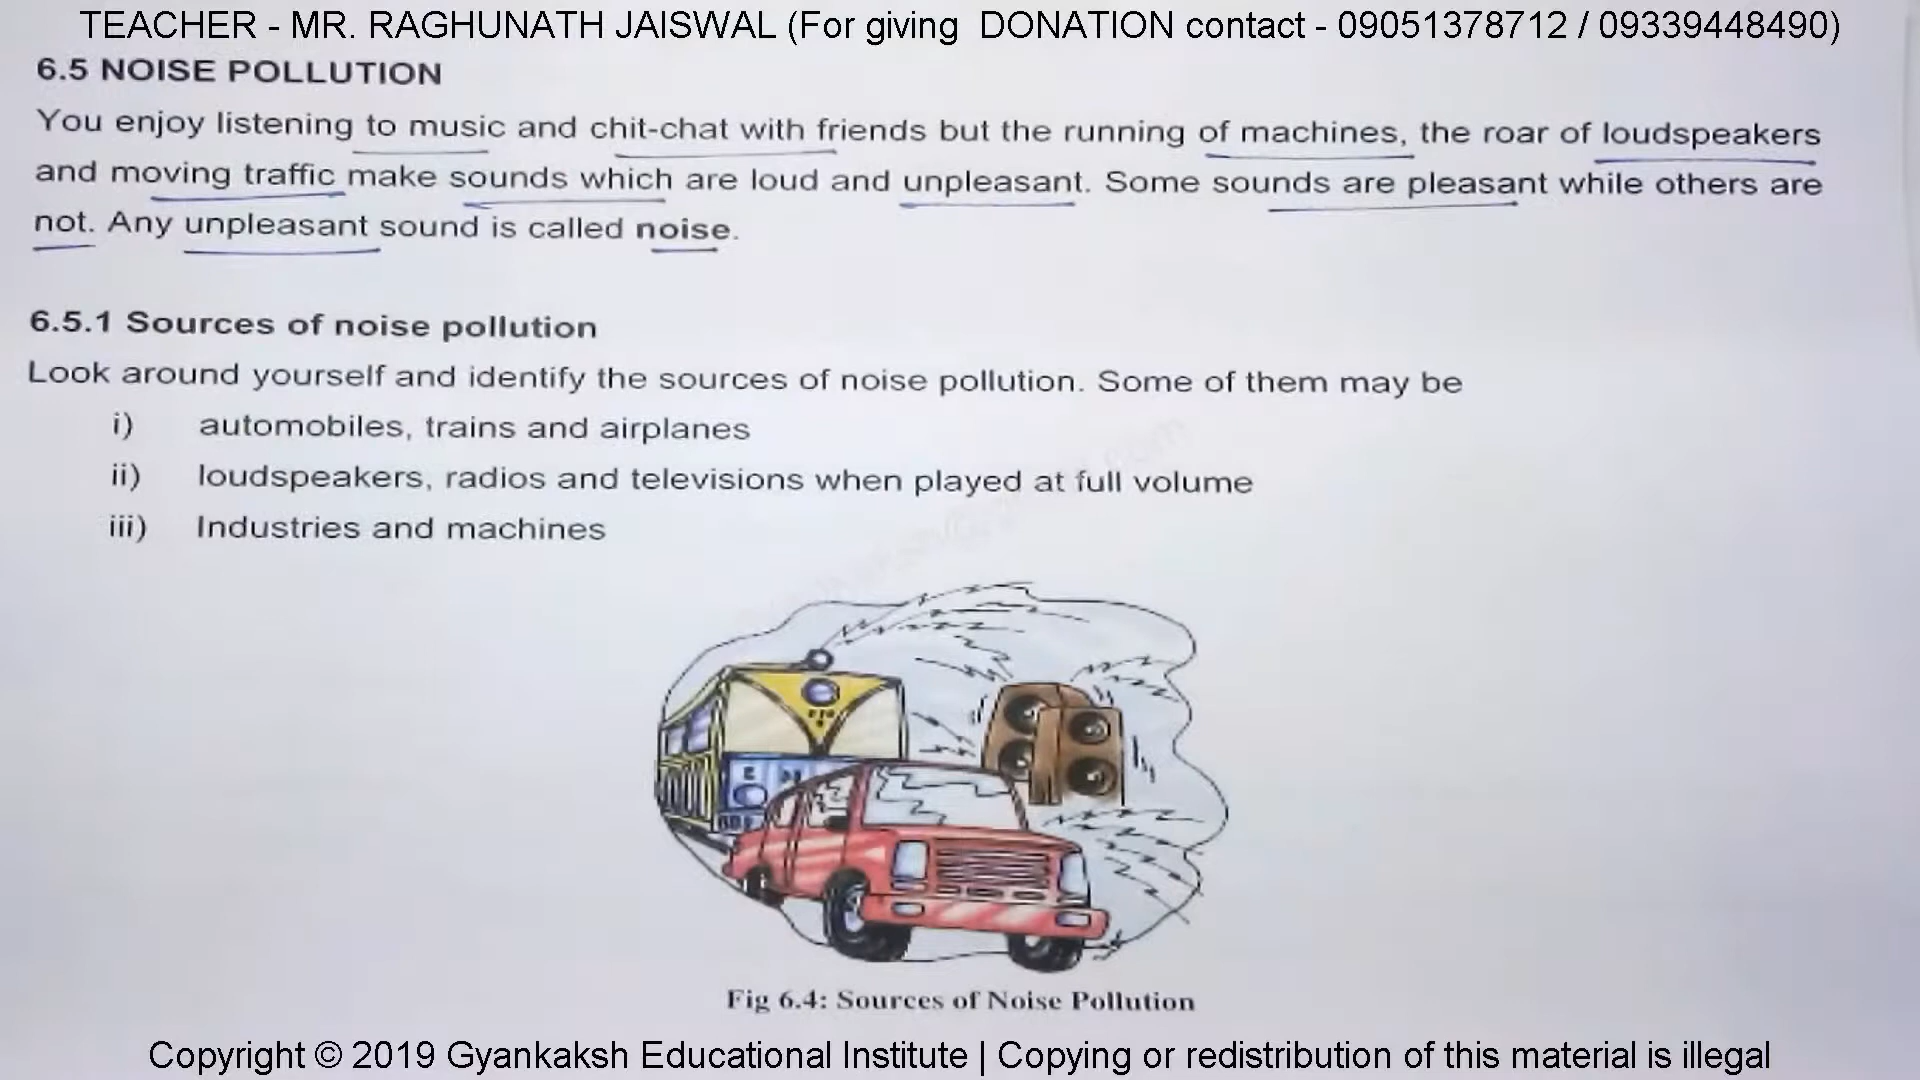 TEACHER - MR. RAGHUNATH JAISWAL (For giving DONATION contact - 09051378712 / 09339448490)
6.5 NOISE POLLUTION
You enjoy listening to music and chit-chat with friends but the running of machines, the roar of loudspeakers
and moving traffic make sounds which are loud and unpleasant. Some sounds are pleasant while others are
not. Any unpleasant sound is called noise.
6.5.1 Sources of noise pollution
Look around yourself and identify the sources of noise pollution. Some of them may be
i) automobiles, trains and airplanes
ii) loudspeakers, radios and televisions when played at full volume
iii) Industries and machines
Fig 6.4: Sources of Noise Pollution
Copyright © 2019 Gyankaksh Educational Institute | Copying or redistribution of this material is illegal